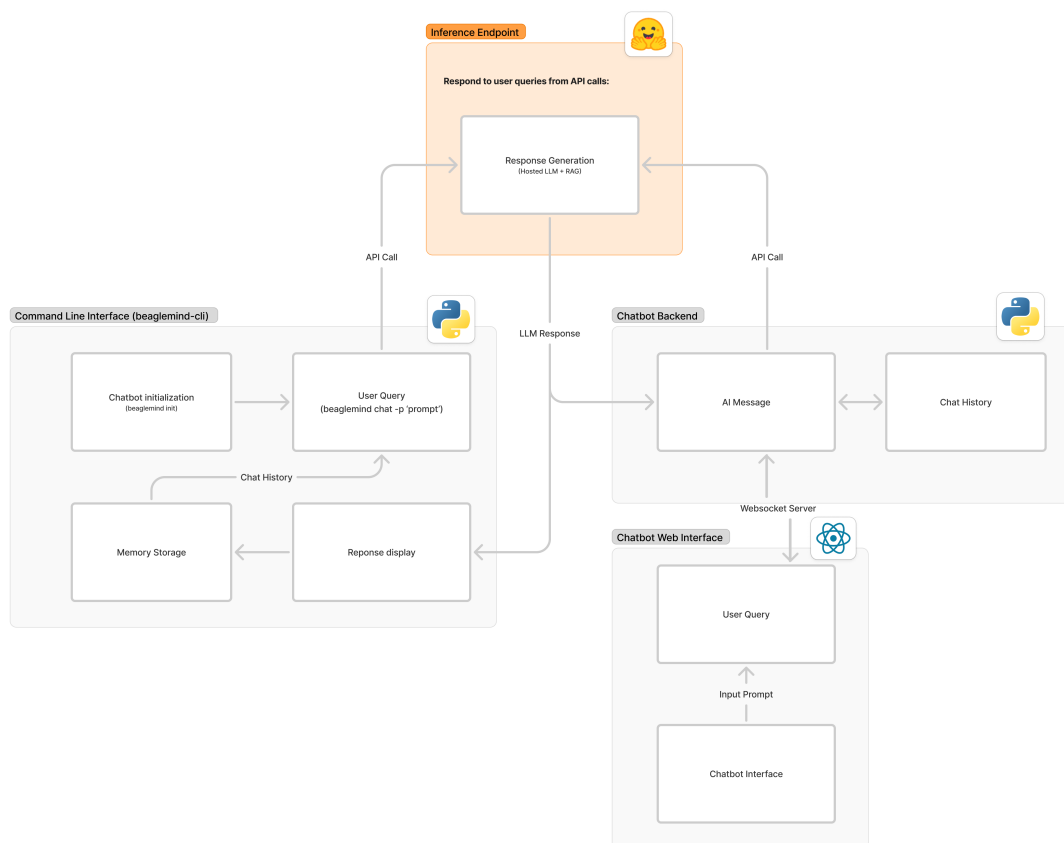 Inference Endpoint
Respond to user queries from API calls:
Response Generation
(Hosted LLM + RAG)
API Call
API Call
Command Line Interface (beaglemind-cli)
LLM Response
Chatbot Backend
Chatbot initialization
(beaglemind init)
User Query
(beaglemind chat -p ‘prompt’)
AI Message
Chat History
Chat History
Memory Storage
Reponse display
Websocket Server
Chatbot Web Interface
User Query
Input Prompt
Chatbot Interface